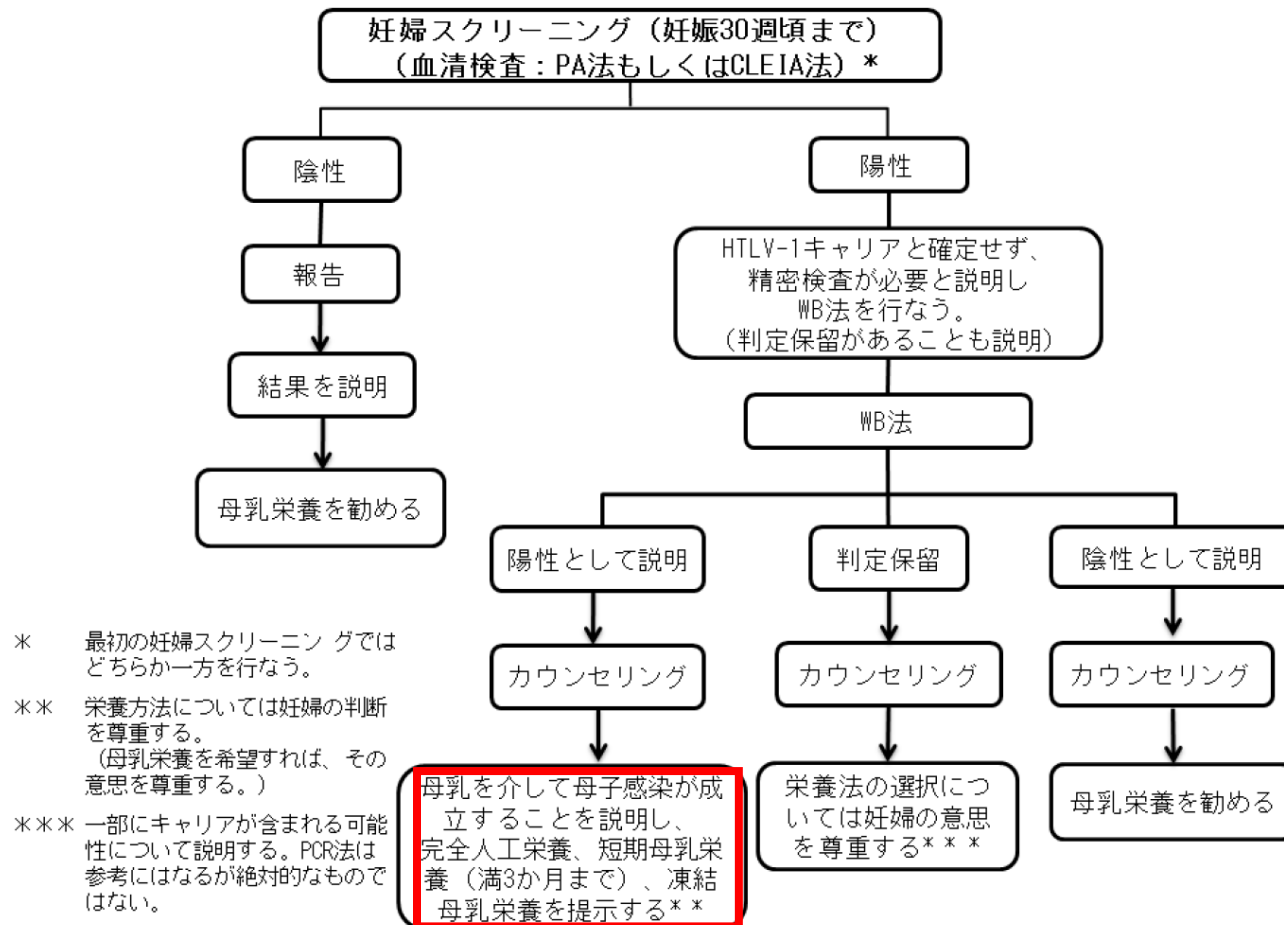 妊婦スクリーニング（妊娠30週頃まで）
（血清検査：PA法もしくはCLEIA法）＊
陰性
陽性
報告
HTLV-1キャリアと確定せず、
精密検査が必要と説明し
WB法を行なう。
（判定保留があることも説明）
結果を説明
WB法
母乳栄養を勧める
陽性として説明
判定保留
陰性として説明
カウンセリング
カウンセリング
カウンセリング
母乳を介して母子感染が成
立することを説明し、
完全人工栄養、短期母乳栄
養（満3か月まで）、凍結
母乳栄養を提示する＊＊
栄養法の選択につ
いては妊婦の意思
を尊重する＊＊＊
母乳栄養を勧める
＊ 最初の妊婦スクリーニン グでは
どちらか一方を行なう。
＊＊ 栄養方法については妊婦の判断
を尊重する。
（母乳栄養を希望すれば、その
意思を尊重する。）
＊＊＊ 一部にキャリアが含まれる可能
性について説明する。PCR法は
参考にはなるが絶対的なもので
はない。